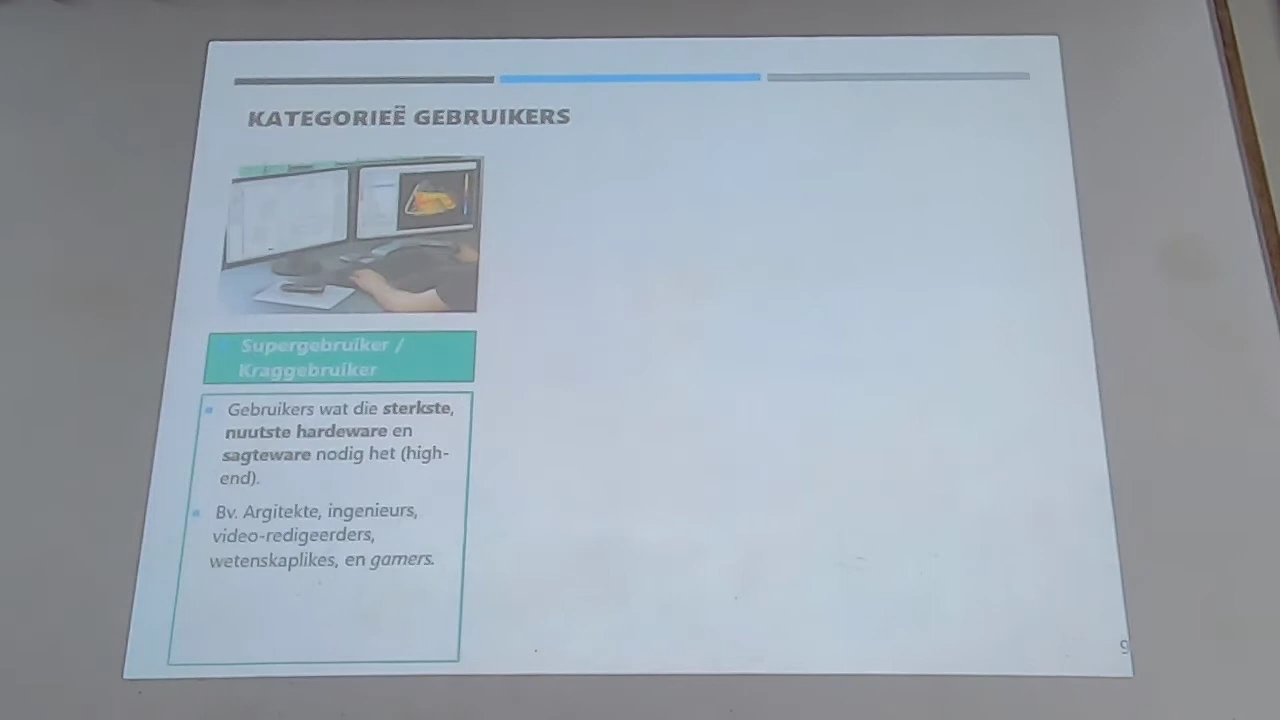 KATEGORIEË GEBRUIKERS
Supergebruiker /
Kraggebruiker
Gebruikers wat die sterkste,
nuutste hardeware en
sagteware nodig het (high-
end).
Bv. Argitekte, ingenieurs,
video-redigeerders,
wetenskaplikes, en gamers.
9